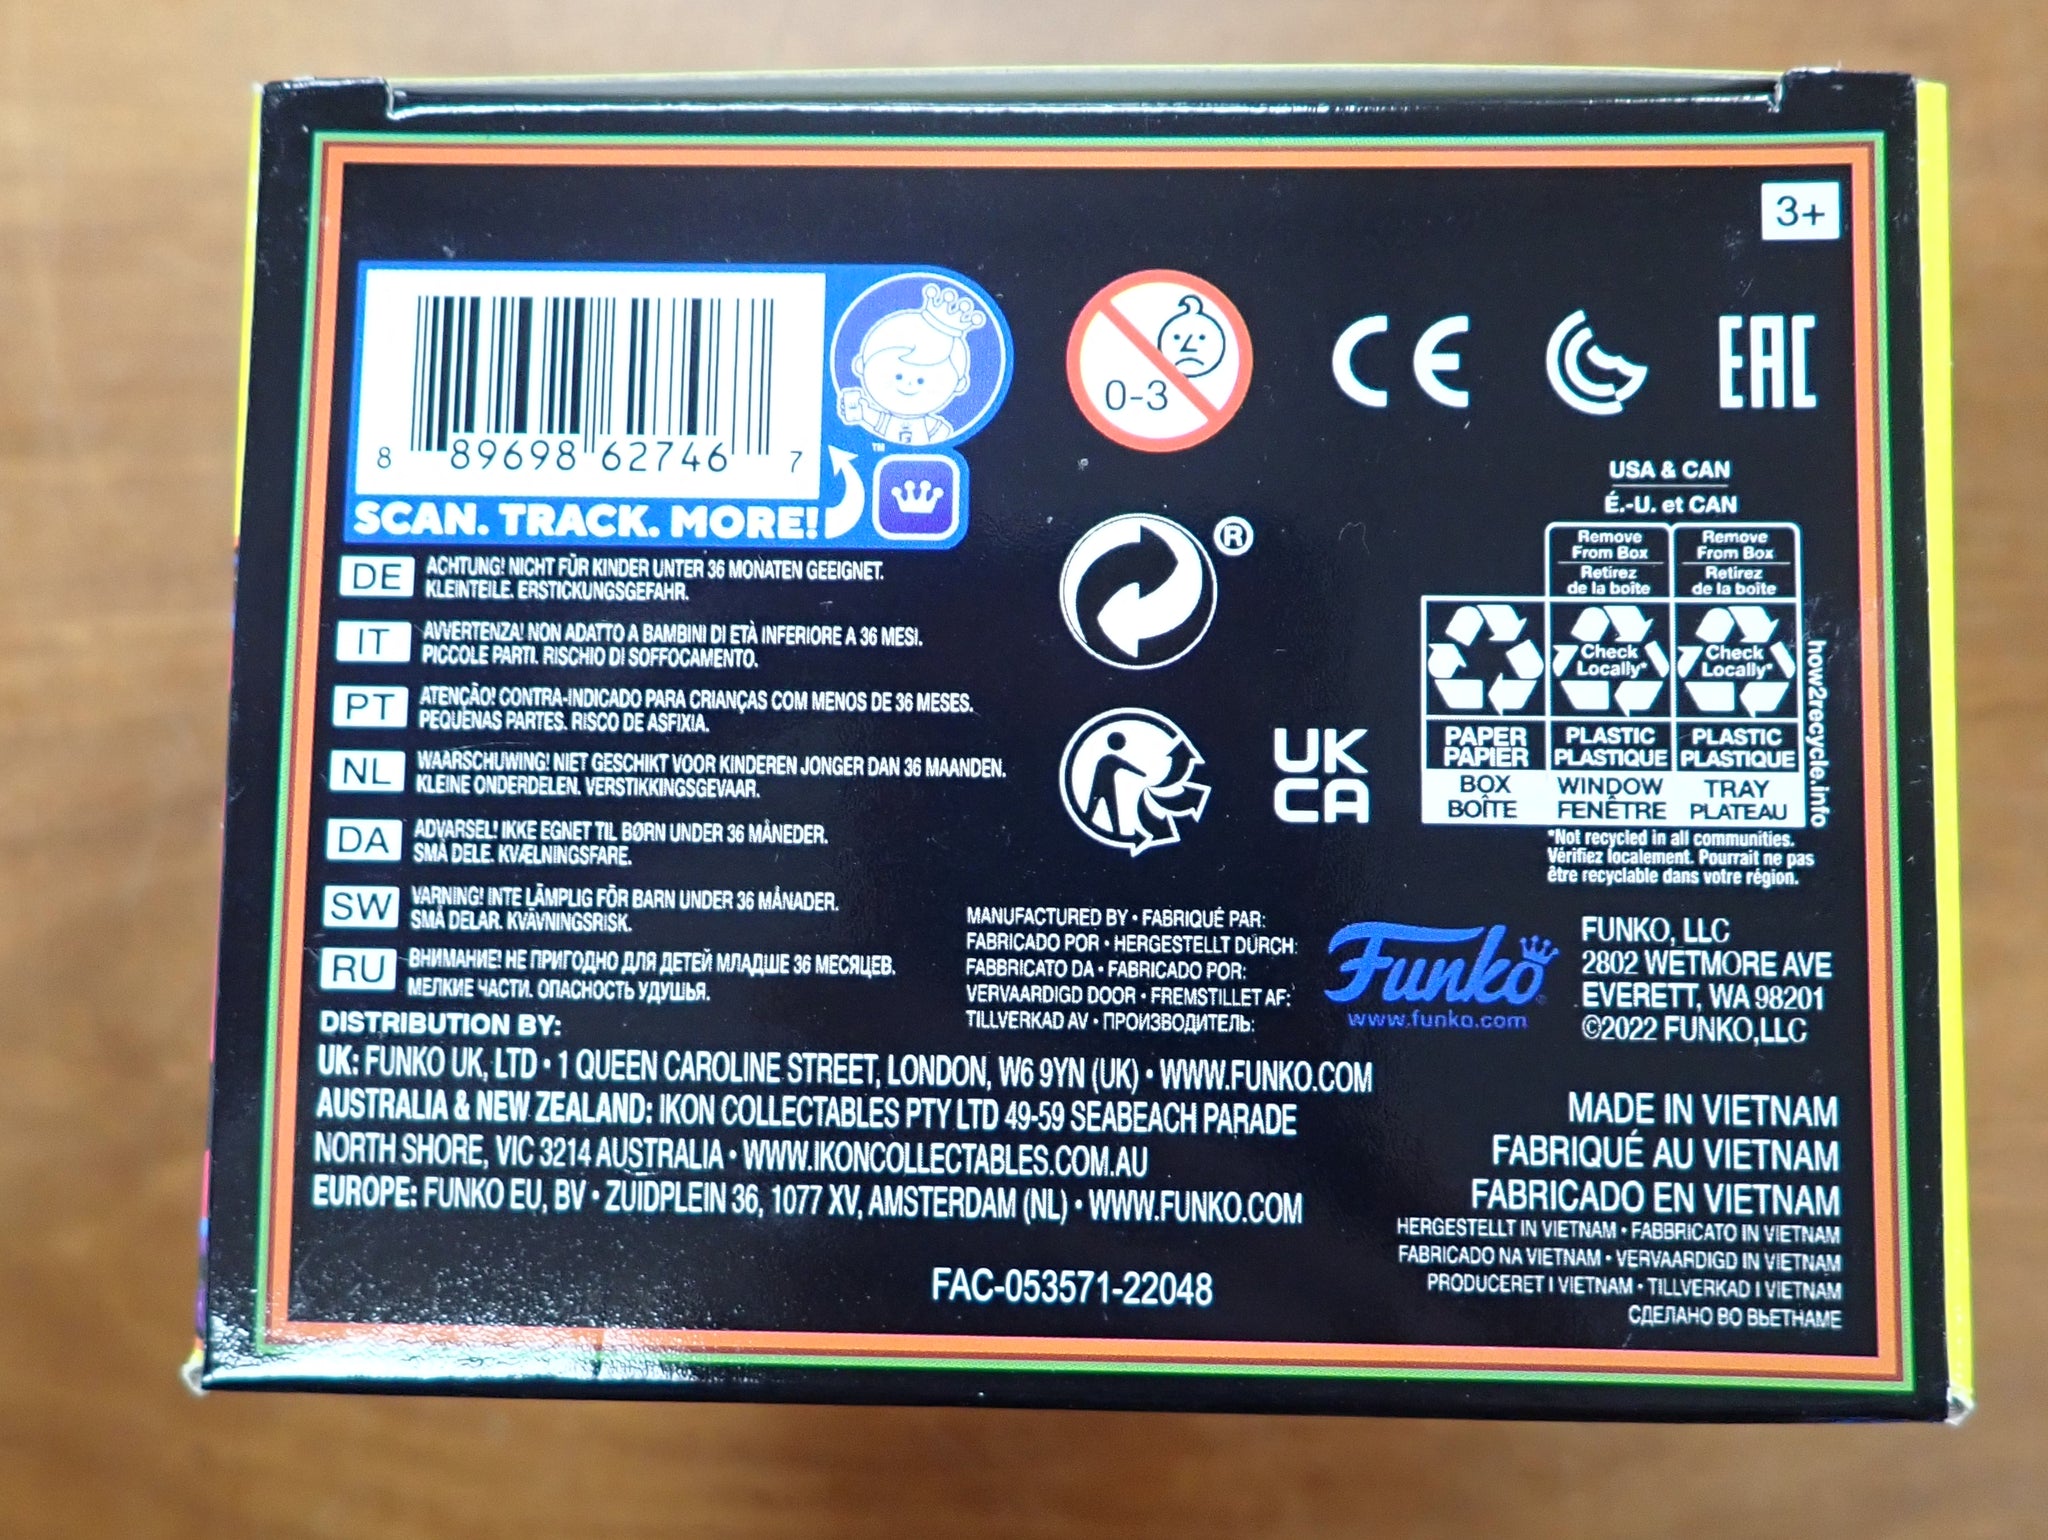 3+
8 89698 62746 7
™
SCAN. TRACK. MORE!
0-3
CE
EAC
USA & CAN
É.-U. et CAN
Remove From Box
Retirez de la boîte
Remove From Box
Retirez de la boîte
Check Locally*
Check Locally*
PAPER PAPIER
PLASTIC PLASTIQUE
PLASTIC PLASTIQUE
BOX BOÎTE
WINDOW FENÊTRE
TRAY PLATEAU
how2recycle.info
*Not recycled in all communities.
Vérifiez localement. Pourrait ne pas
être recyclable dans votre région.
®
UK
CA
DE ACHTUNG! NICHT FÜR KINDER UNTER 36 MONATEN GEEIGNET.
KLEINTEILE. ERSTICKUNGSGEFAHR.
IT AVVERTENZA! NON ADATTO A BAMBINI DI ETÀ INFERIORE A 36 MESI.
PICCOLE PARTI. RISCHIO DI SOFFOCAMENTO.
PT ATENÇÃO! CONTRA-INDICADO PARA CRIANÇAS COM MENOS DE 36 MESES.
PEQUENAS PARTES. RISCO DE ASFIXIA.
NL WAARSCHUWING! NIET GESCHIKT VOOR KINDEREN JONGER DAN 36 MAANDEN.
KLEINE ONDERDELEN. VERSTIKKINGSGEVAAR.
DA ADVARSEL! IKKE EGNET TIL BØRN UNDER 36 MÅNEDER.
SMÅ DELE. KVÆLNINGSFARE.
SW VARNING! INTE LÄMPLIG FÖR BARN UNDER 36 MÅNADER.
SMÅ DELAR. KVÄVNINGSRISK.
RU ВНИМАНИЕ! НЕ ПРИГОДНО ДЛЯ ДЕТЕЙ МЛАДШЕ 36 МЕСЯЦЕВ.
МЕЛКИЕ ЧАСТИ. ОПАСНОСТЬ УДУШЬЯ.
MANUFACTURED BY • FABRIQUÉ PAR:
FABRICADO POR • HERGESTELLT DÜRCH:
FABBRICATO DA • FABRICADO POR:
VERVAARDIGD DOOR • FREMSTILLET AF:
TILLVERKAD AV • ПРОИЗВОДИТЕЛЬ:
Funko
www.funko.com
FUNKO, LLC
2802 WETMORE AVE
EVERETT, WA 98201
©2022 FUNKO,LLC
DISTRIBUTION BY:
UK: FUNKO UK, LTD • 1 QUEEN CAROLINE STREET, LONDON, W6 9YN (UK) • WWW.FUNKO.COM
AUSTRALIA & NEW ZEALAND: IKON COLLECTABLES PTY LTD 49-59 SEABEACH PARADE
NORTH SHORE, VIC 3214 AUSTRALIA • WWW.IKONCOLLECTABLES.COM.AU
EUROPE: FUNKO EU, BV • ZUIDPLEIN 36, 1077 XV, AMSTERDAM (NL) • WWW.FUNKO.COM
MADE IN VIETNAM
FABRIQUÉ AU VIETNAM
FABRICADO EN VIETNAM
HERGESTELLT IN VIETNAM • FABBRICATO IN VIETNAM
FABRICADO NA VIETNAM • VERVAARDIGD IN VIETNAM
PRODUCERET I VIETNAM • TILLVERKAD I VIETNAM
СДЕЛАНО ВО ВЬЕТНАМЕ
FAC-053571-22048